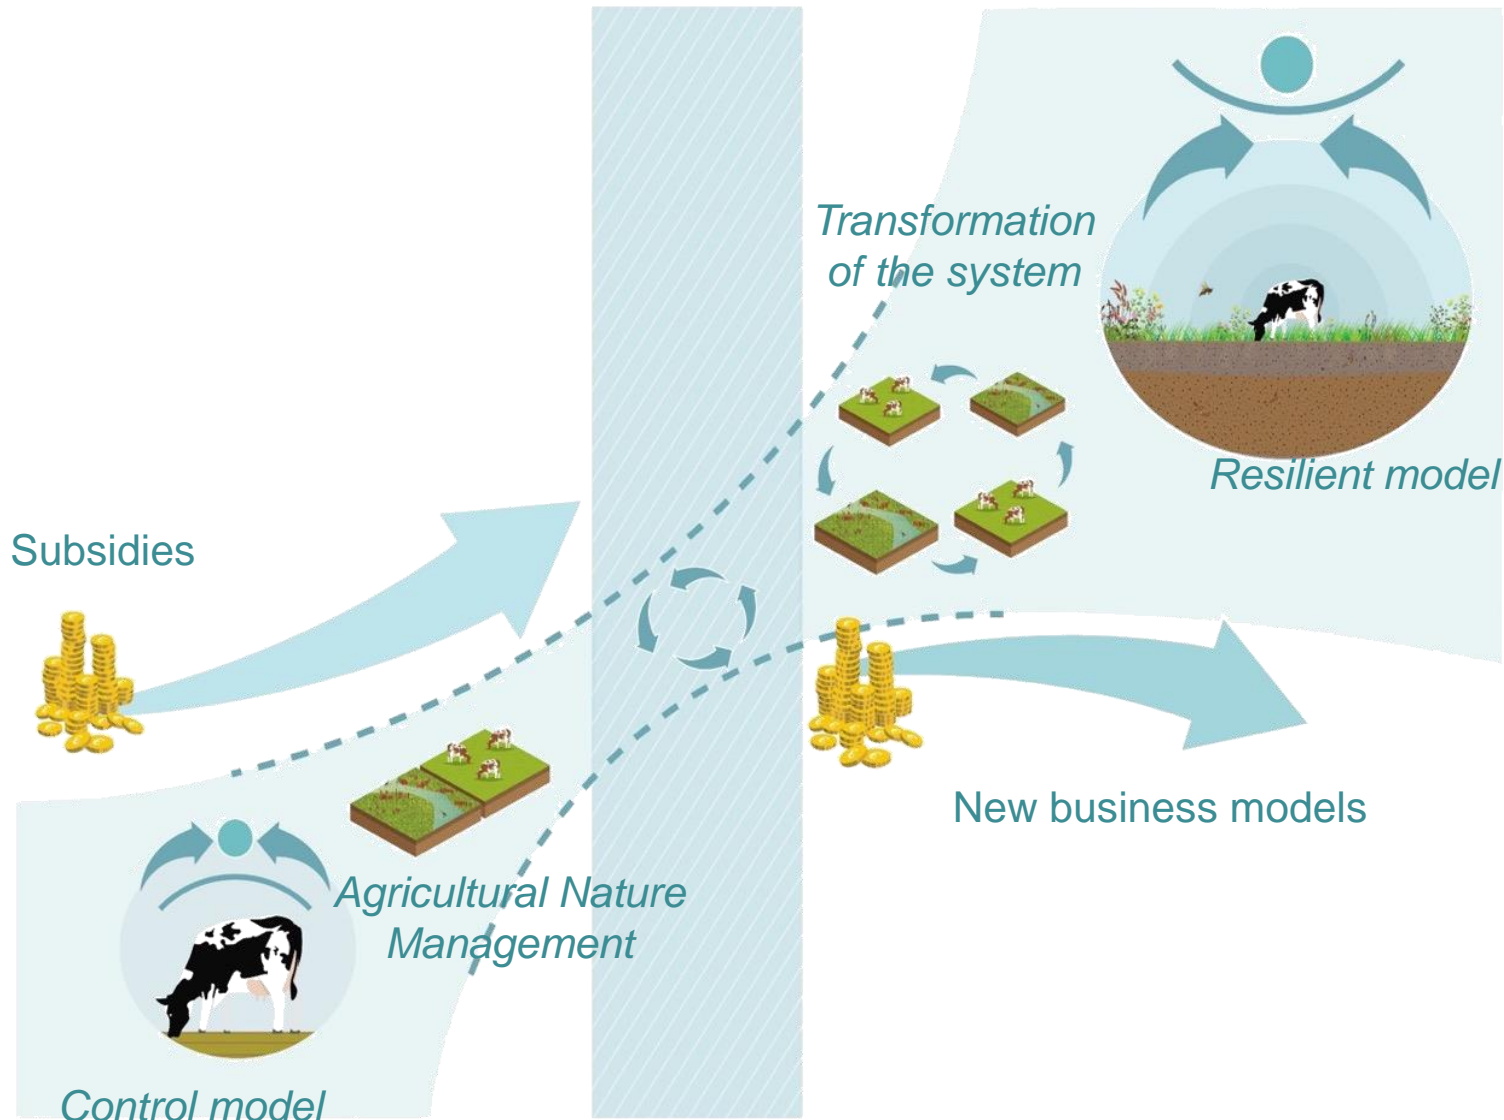 Transformation
of the system
Resilient model
Subsidies
New business models
Agricultural Nature
Management
Control model